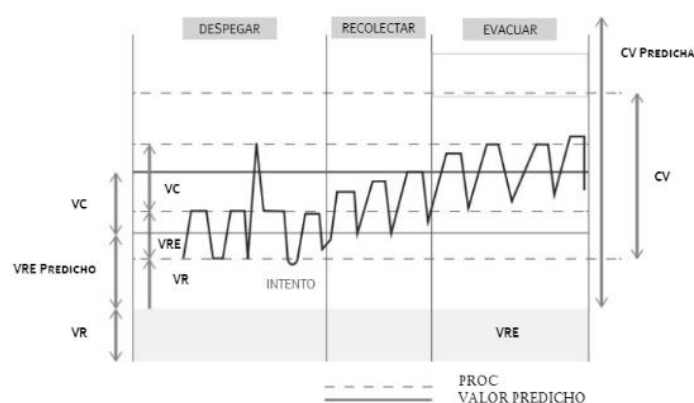 DESPEGAR
RECOLECTAR
EVACUAR
CV PREDICHA
CV
VC
VC
VRE
VRE PREDICHO
VR
INTENTO
VR
VRE
PROC
VALOR PREDICHO